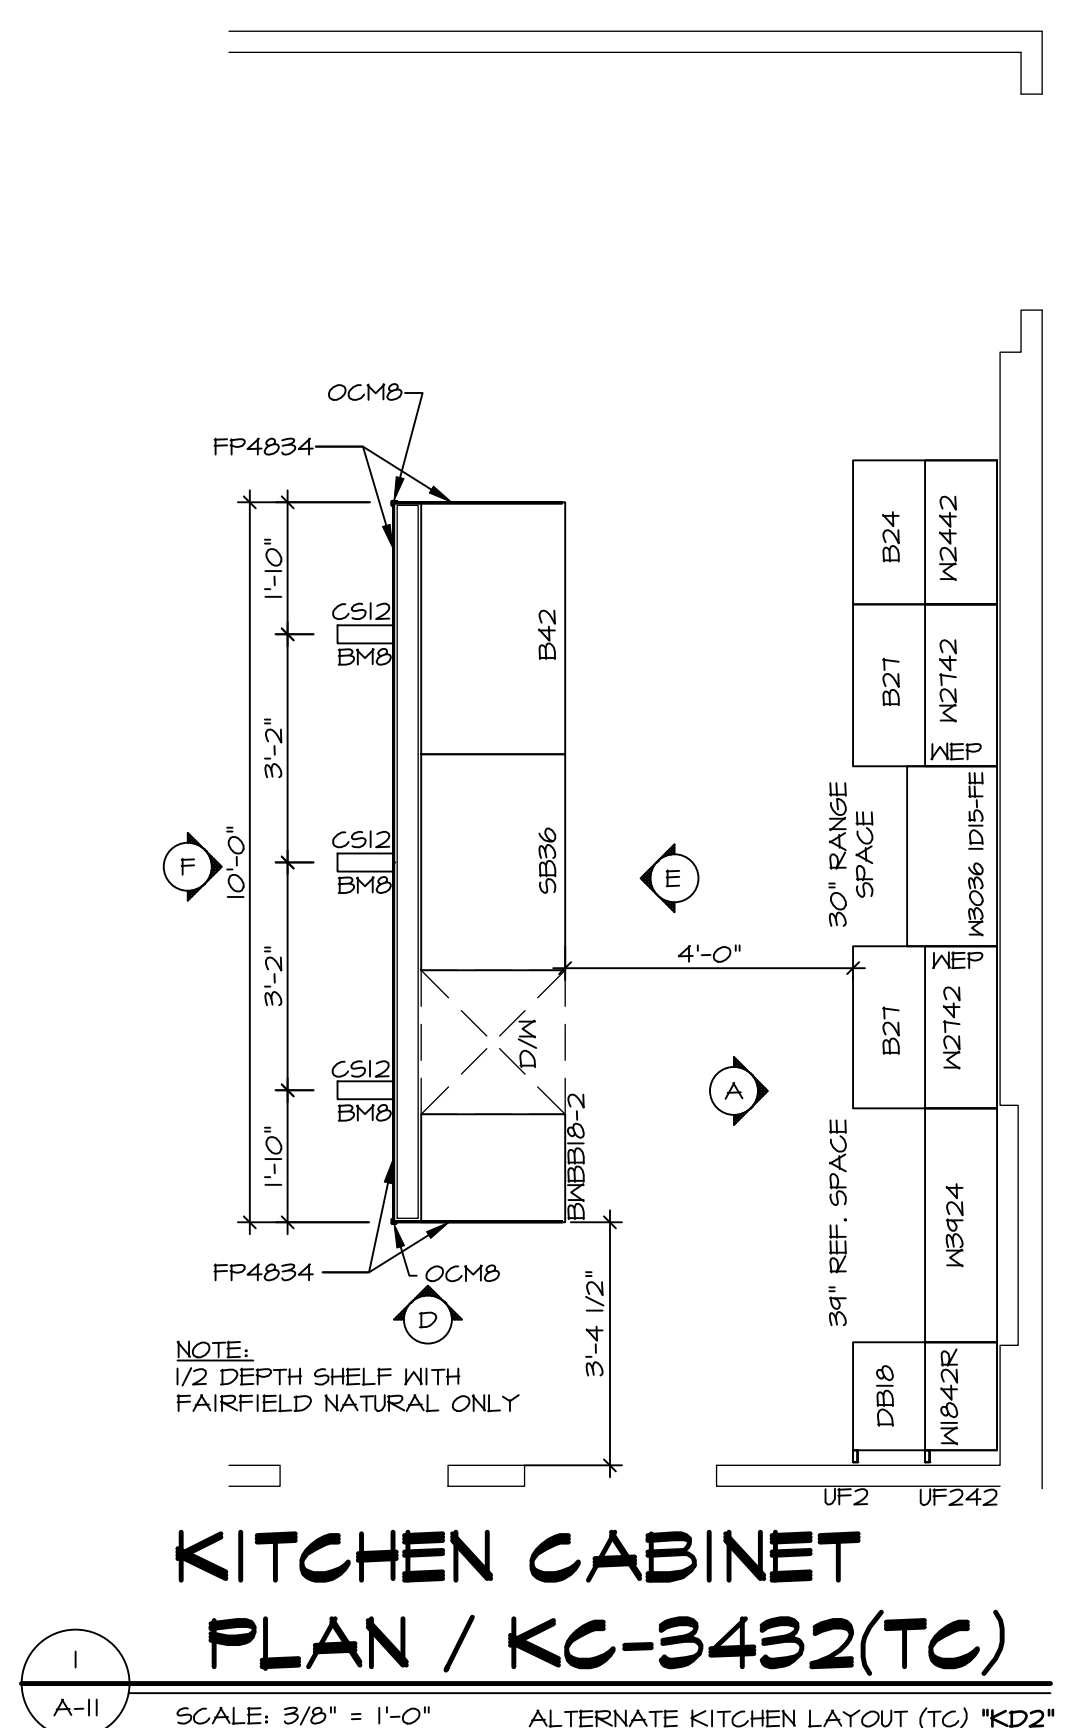 OCM8
FP4834
1'-10"
CS12
BM8
B42
B24
W2442
3'-2"
B27
W2742
WEP
30" RANGE
SPACE
W3036 1D15-FE
F
10'-0"
CS12
BM8
SB36
E
4'-0"
WEP
3'-2"
D/W
B27
W2742
CS12
BM8
A
1'-10"
BWBB18-2
39" REF. SPACE
W3924
FP4834
OCM8
D
3'-4 1/2"
NOTE:
1/2 DEPTH SHELF WITH
FAIRFIELD NATURAL ONLY
DB18
W1842R
UF2
UF242
KITCHEN CABINET
PLAN / KC-3432(TC)
1
A-11
SCALE: 3/8" = 1'-0"
ALTERNATE KITCHEN LAYOUT (TC) "KD2"